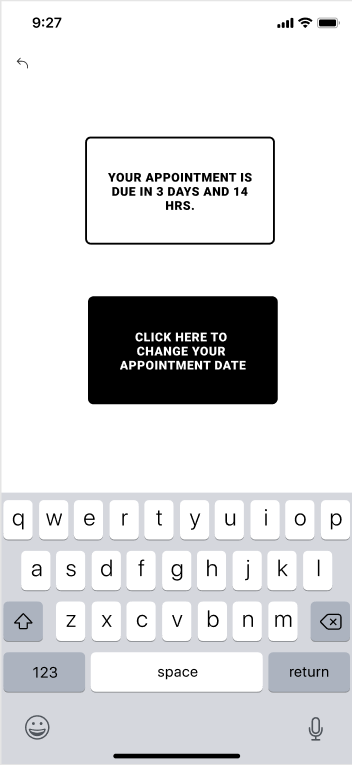 9:27
YOUR APPOINTMENT IS
DUE IN 3 DAYS AND 14
HRS.
CLICK HERE TO
CHANGE YOUR
APPOINTMENT DATE
q w e r t y u i o p
a s d f g h j k l
z x c v b n m
123 space return